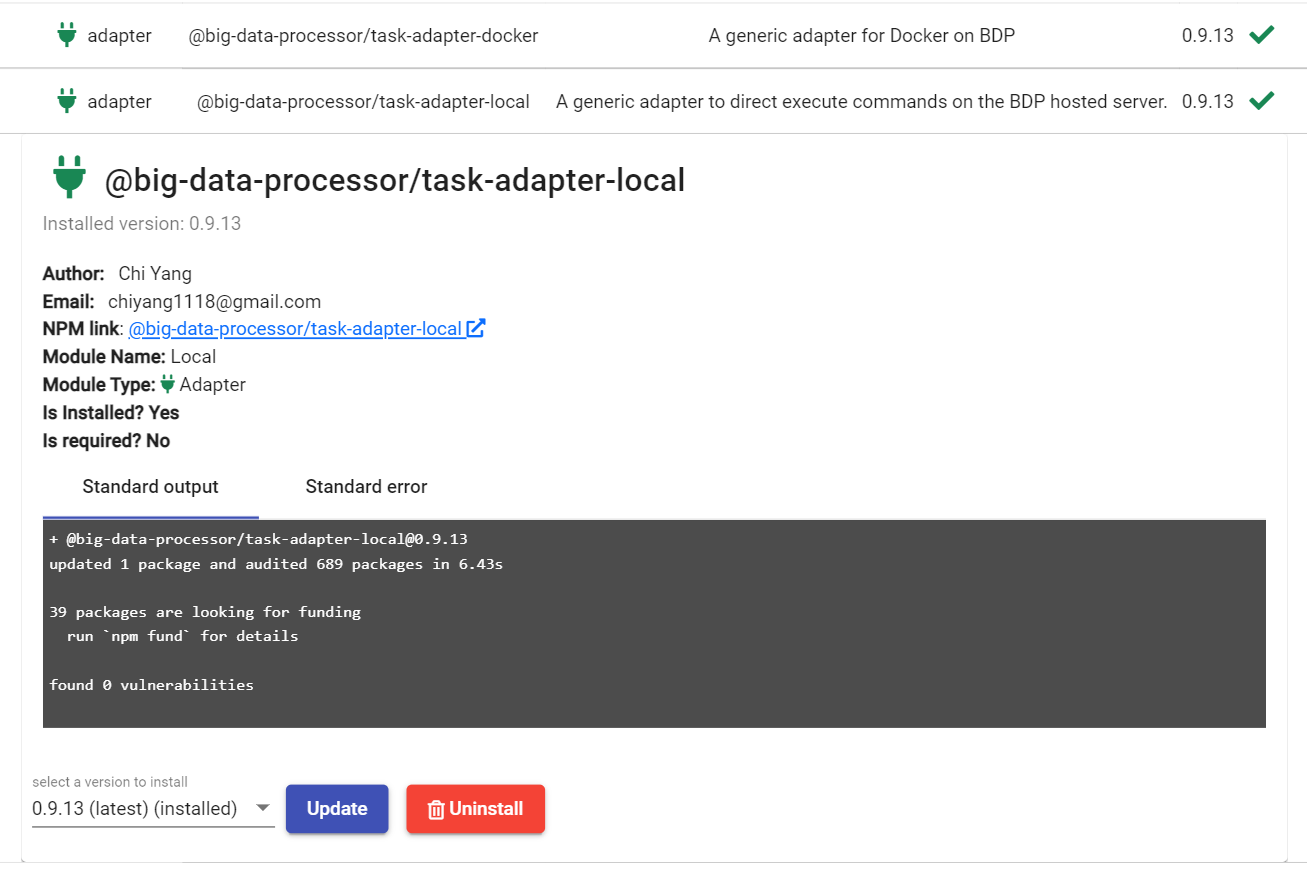 adapter @big-data-processor/task-adapter-docker A generic adapter for Docker on BDP 0.9.13
adapter @big-data-processor/task-adapter-local A generic adapter to direct execute commands on the BDP hosted server. 0.9.13
@big-data-processor/task-adapter-local
Installed version: 0.9.13
Author: Chi Yang
Email: chiyang1118@gmail.com
NPM link: @big-data-processor/task-adapter-local
Module Name: Local
Module Type: Adapter
Is Installed? Yes
Is required? No
Standard output Standard error
+ @big-data-processor/task-adapter-local@0.9.13
updated 1 package and audited 689 packages in 6.43s
39 packages are looking for funding
run `npm fund` for details
found 0 vulnerabilities
select a version to install
0.9.13 (latest) (installed) Update Uninstall